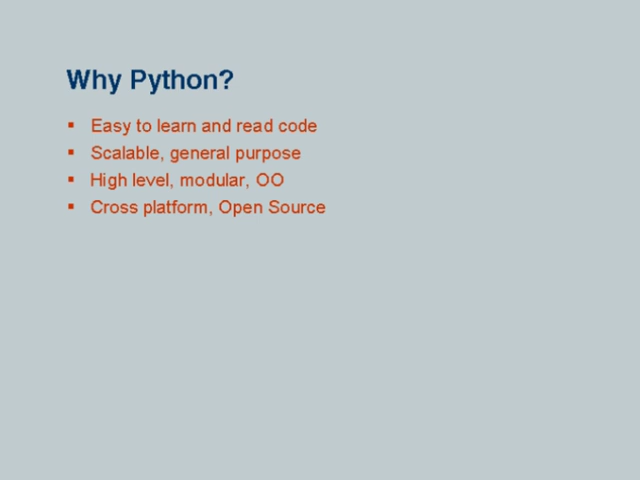 Why Python?
▪ Easy to learn and read code
▪ Scalable, general purpose
▪ High level, modular, OO
▪ Cross platform, Open Source